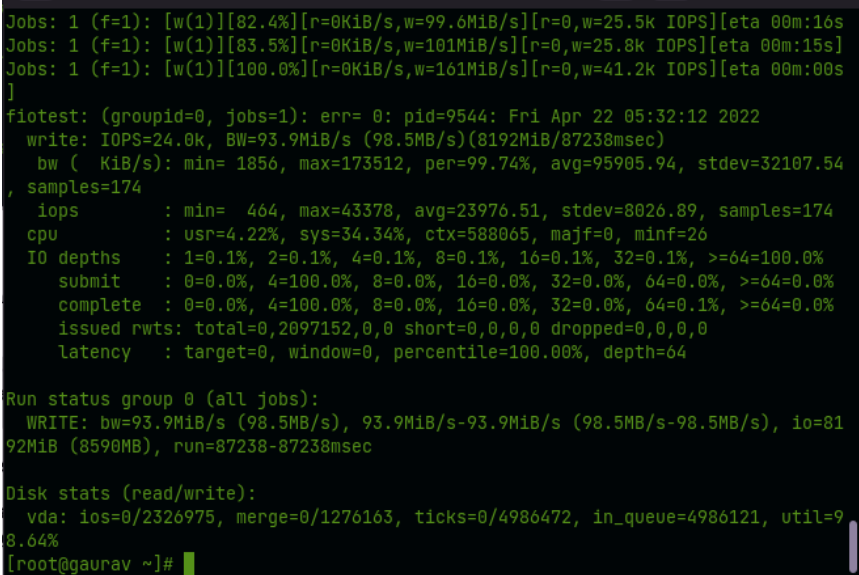 Jobs: 1 (f=1): [w(1)][82.4%][r=0KiB/s,w=99.6MiB/s][r=0,w=25.5k IOPS][eta 00m:16s
Jobs: 1 (f=1): [w(1)][83.5%][r=0KiB/s,w=101MiB/s][r=0,w=25.8k IOPS][eta 00m:15s]
Jobs: 1 (f=1): [w(1)][100.0%][r=0KiB/s,w=161MiB/s][r=0,w=41.2k IOPS][eta 00m:00s
]
fiotest: (groupid=0, jobs=1): err= 0: pid=9544: Fri Apr 22 05:32:12 2022
  write: IOPS=24.0k, BW=93.9MiB/s (98.5MB/s)(8192MiB/87238msec)
   bw (  KiB/s): min= 1856, max=173512, per=99.74%, avg=95905.94, stdev=32107.54
, samples=174
   iops        : min=  464, max=43378, avg=23976.51, stdev=8026.89, samples=174
  cpu          : usr=4.22%, sys=34.34%, ctx=588065, majf=0, minf=26
  IO depths    : 1=0.1%, 2=0.1%, 4=0.1%, 8=0.1%, 16=0.1%, 32=0.1%, >=64=100.0%
     submit    : 0=0.0%, 4=100.0%, 8=0.0%, 16=0.0%, 32=0.0%, 64=0.0%, >=64=0.0%
     complete  : 0=0.0%, 4=100.0%, 8=0.0%, 16=0.0%, 32=0.0%, 64=0.1%, >=64=0.0%
     issued rwts: total=0,2097152,0,0 short=0,0,0,0 dropped=0,0,0,0
     latency   : target=0, window=0, percentile=100.00%, depth=64

Run status group 0 (all jobs):
  WRITE: bw=93.9MiB/s (98.5MB/s), 93.9MiB/s-93.9MiB/s (98.5MB/s-98.5MB/s), io=81
92MiB (8590MB), run=87238-87238msec

Disk stats (read/write):
  vda: ios=0/2326975, merge=0/1276163, ticks=0/4986472, in_queue=4986121, util=9
8.64%
[root@gaurav ~]#